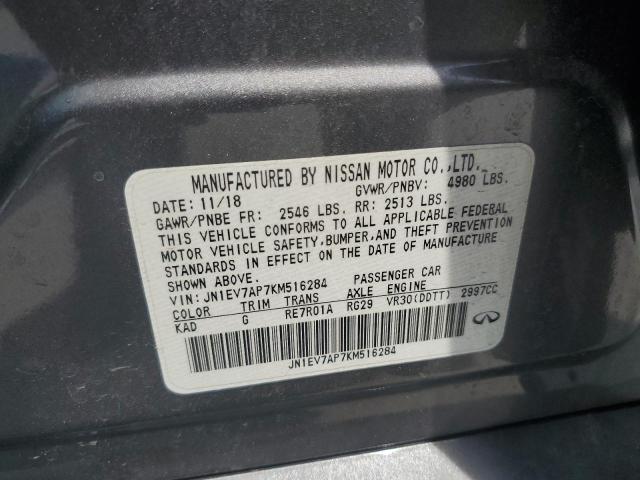 MANUFACTURED BY NISSAN MOTOR CO.,LTD.
DATE: 11/18 GVWR/PNBV: 4980 LBS.
GAWR/PNBE FR: 2546 LBS. RR: 2513 LBS.
THIS VEHICLE CONFORMS TO ALL APPLICABLE FEDERAL
MOTOR VEHICLE SAFETY,BUMPER,AND THEFT PREVENTION
STANDARDS IN EFFECT ON THE DATE OF MANUFACTURE
SHOWN ABOVE.
VIN: JN1EV7AP7KM516284 PASSENGER CAR
COLOR TRIM TRANS AXLE ENGINE
KAD G RE7R01A RG29 VR30(DDTT) 2997CC
JN1EV7AP7KM516284